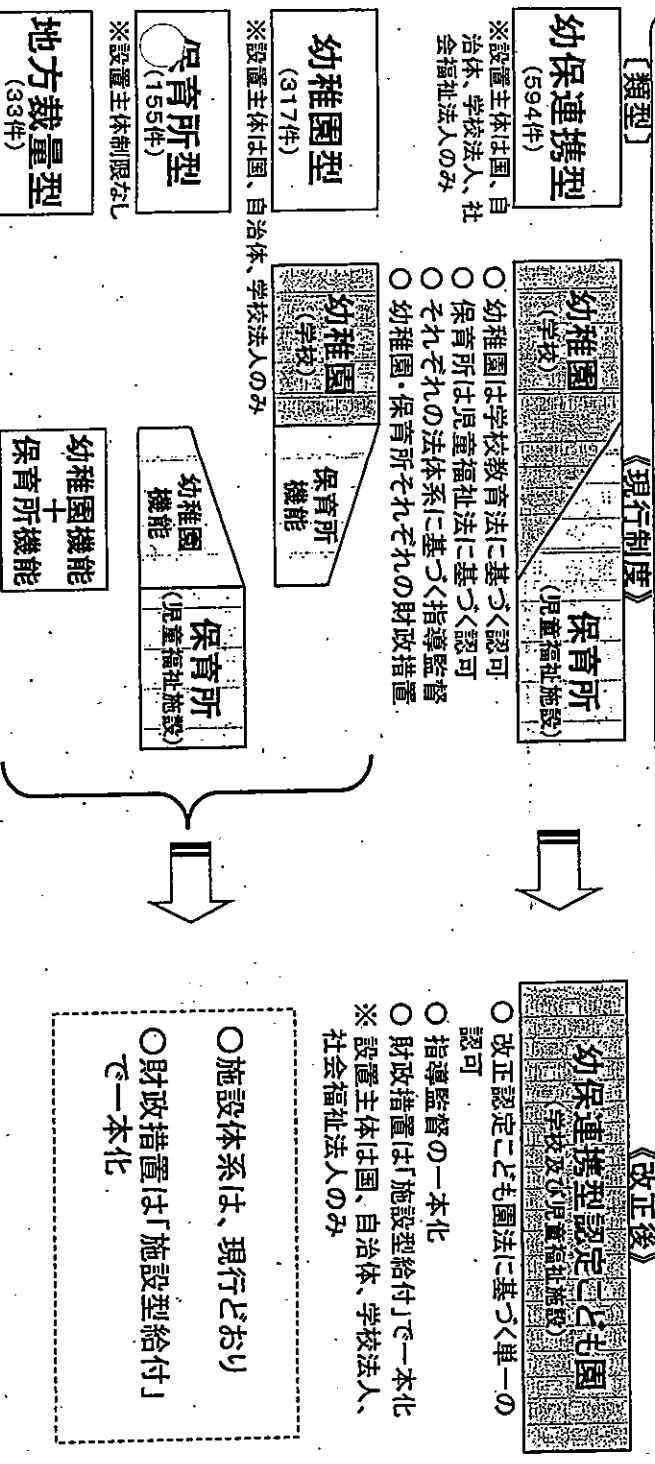 〔類型〕
《現行制度》
《改正後》
幼保連携型
(594件)
※設置主体は国、自
治体、学校法人、社
会福祉法人のみ
幼稚園
(学校)
保育所
(児童福祉施設)
○ 幼稚園は学校教育法に基づく認可
○ 保育所は児童福祉法に基づく認可
○ それぞれの法体系に基づく指導監督
○ 幼稚園・保育所それぞれの財政措置
幼保連携型認定こども園
(学校及び児童福祉施設)
○ 改正認定こども園法に基づく単一の
認可
○ 指導監督の一本化
○ 財政措置は「施設型給付」で一本化
※ 設置主体は国、自治体、学校法人、
社会福祉法人のみ
幼稚園型
(317件)
※設置主体は国、自治体、学校法人のみ
幼稚園
(学校)
保育所
機能
保育所型
(155件)
※設置主体制限なし
幼稚園
機能
保育所
(児童福祉施設)
地方裁量型
(33件)
幼稚園機能
+
保育所機能
○施設体系は、現行どおり
○財政措置は「施設型給付」
で一本化